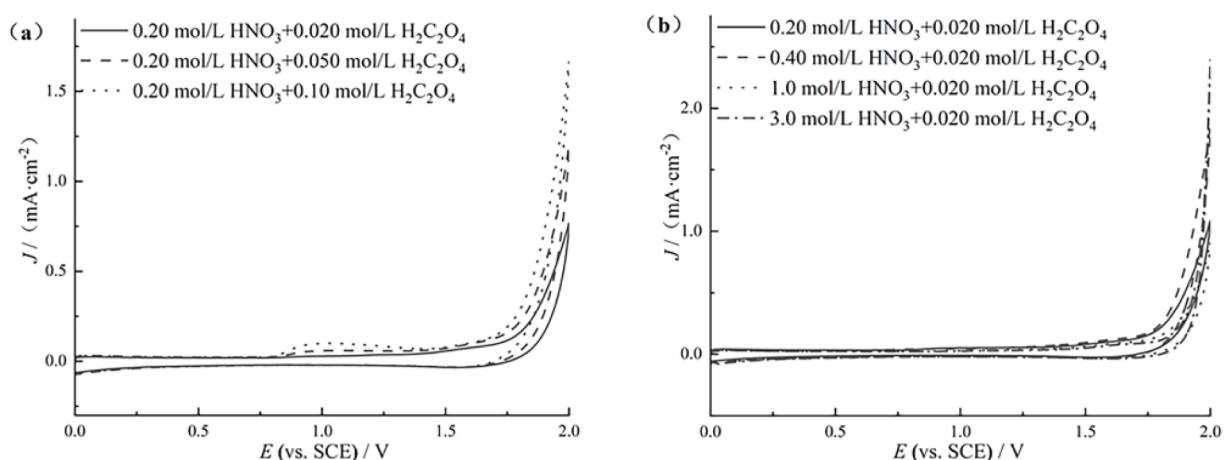 (a)
0.20 mol/L HNO₃+0.020 mol/L H₂C₂O₄
0.20 mol/L HNO₃+0.050 mol/L H₂C₂O₄
0.20 mol/L HNO₃+0.10 mol/L H₂C₂O₄
1.5
1.0
0.5
0.0
J /（mA·cm⁻²）
0.0 0.5 1.0 1.5 2.0
E (vs. SCE) / V
(b)
0.20 mol/L HNO₃+0.020 mol/L H₂C₂O₄
0.40 mol/L HNO₃+0.020 mol/L H₂C₂O₄
1.0 mol/L HNO₃+0.020 mol/L H₂C₂O₄
3.0 mol/L HNO₃+0.020 mol/L H₂C₂O₄
2.0
1.0
0.0
J /（mA·cm⁻²）
0.0 0.5 1.0 1.5 2.0
E (vs. SCE) / V